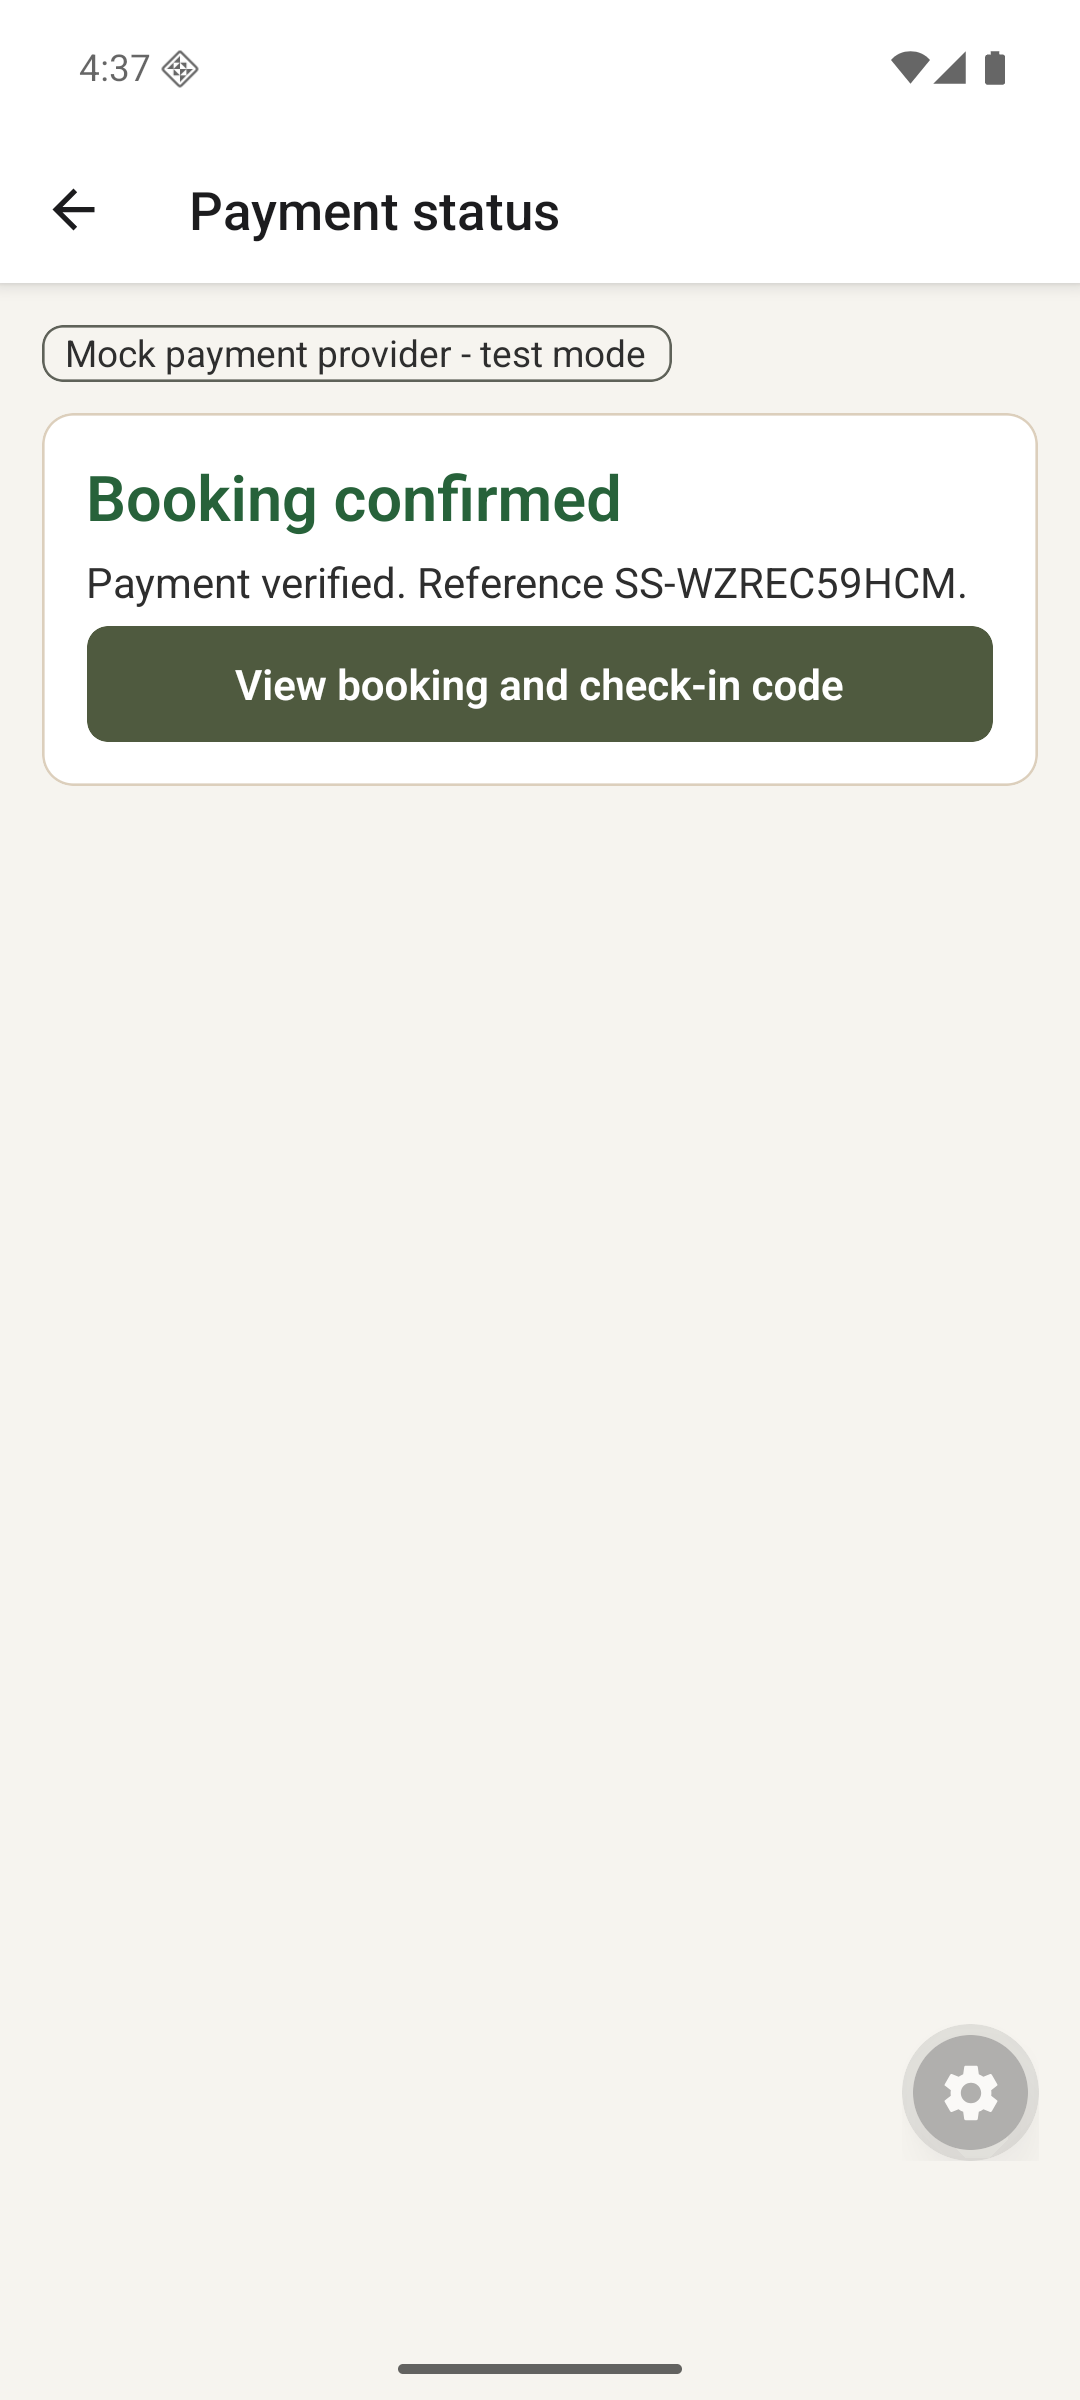 4:37
Payment status
Mock payment provider - test mode
Booking confirmed
Payment verified. Reference SS-WZREC59HCM.
View booking and check-in code